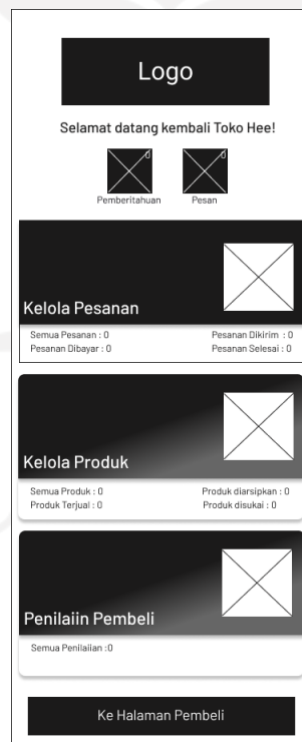 Logo
Selamat datang kembali Toko Hee!
0 0
Pemberitahuan Pesan
Kelola Pesanan
Semua Pesanan : 0 Pesanan Dikirim : 0
Pesanan Dibayar : 0 Pesanan Selesai : 0
Kelola Produk
Semua Produk : 0 Produk diarsipkan : 0
Produk Terjual : 0 Produk disukai : 0
Penilaiin Pembeli
Semua Penilaiian :0
Ke Halaman Pembeli